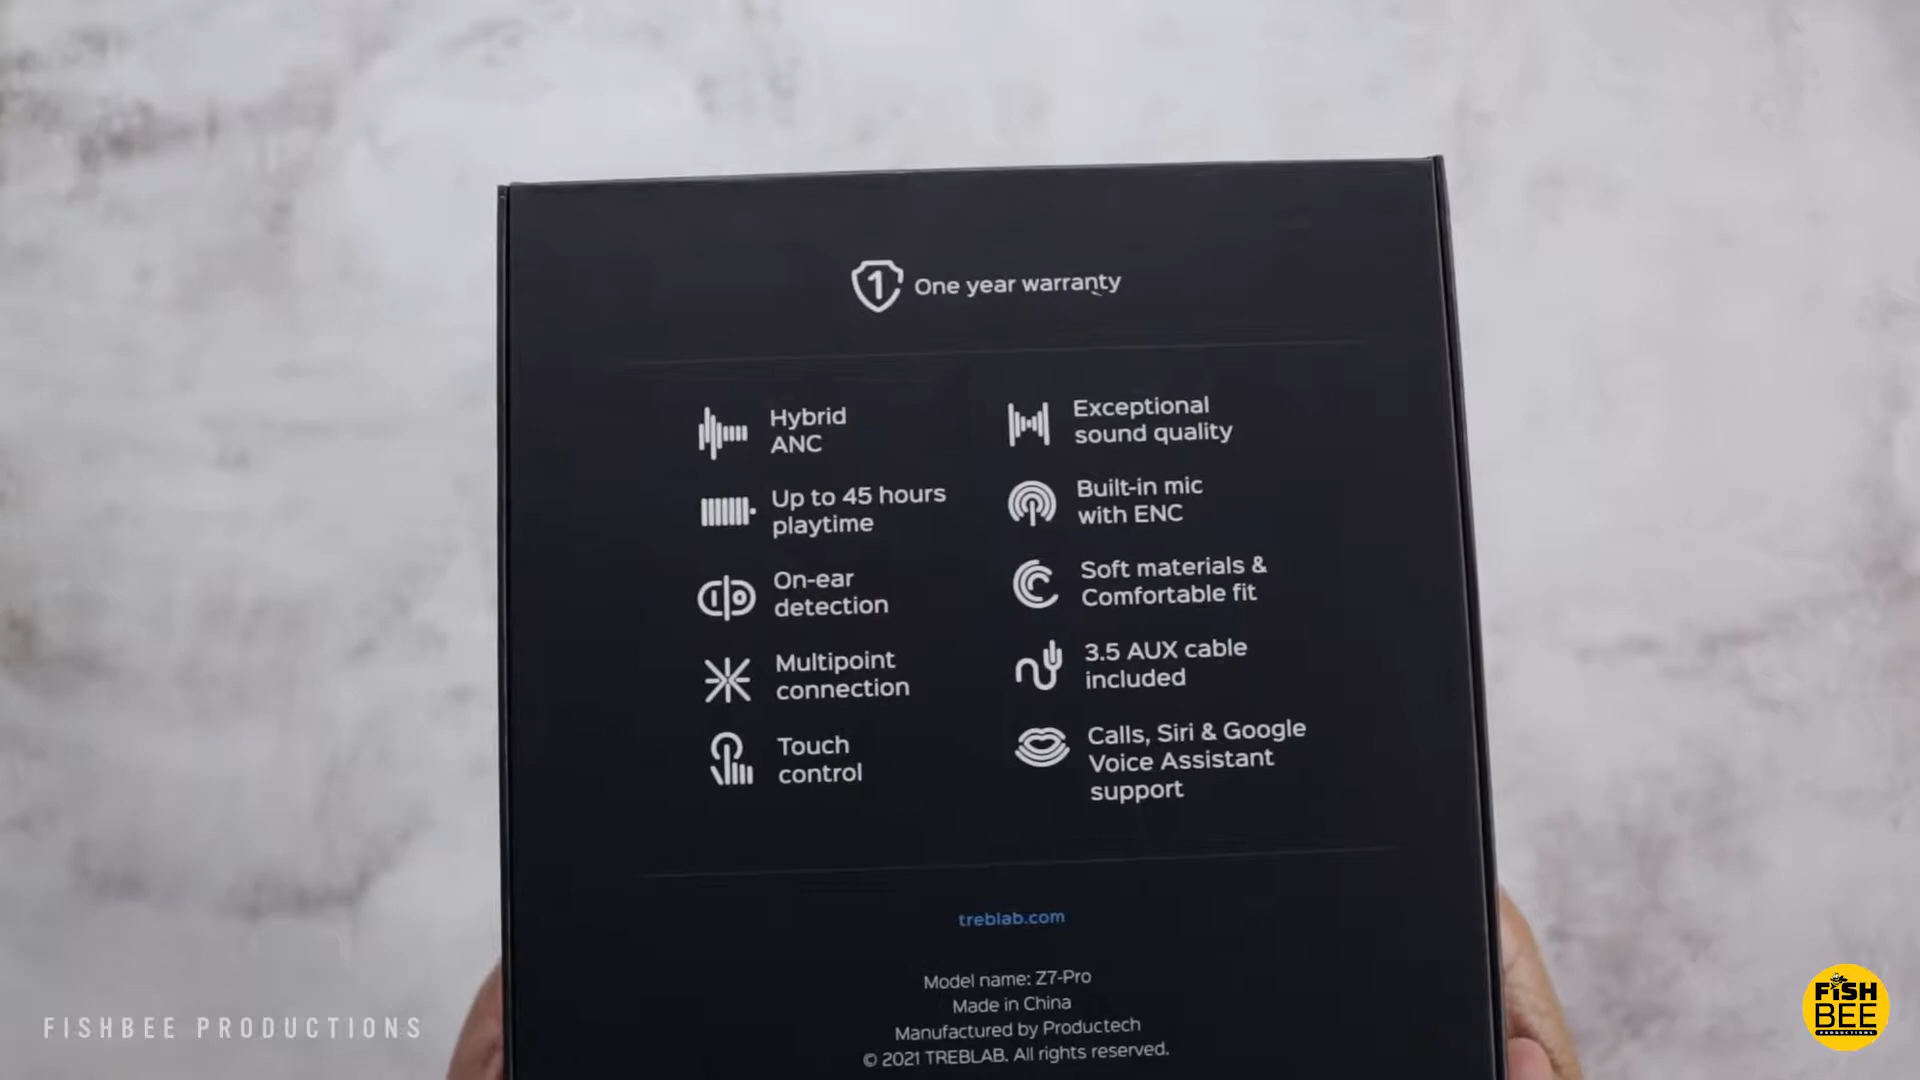 1 One year warranty
Hybrid
ANC
Up to 45 hours
playtime
On-ear
detection
Multipoint
connection
Touch
control
Exceptional
sound quality
Built-in mic
with ENC
Soft materials &
Comfortable fit
3.5 AUX cable
included
Calls, Siri & Google
Voice Assistant
support
treblab.com
Model name: Z7-Pro
Made in China
Manufactured by Productech
© 2021 TREBLAB. All rights reserved.
FISHBEE PRODUCTIONS
FISH
BEE
PRODUCTIONS